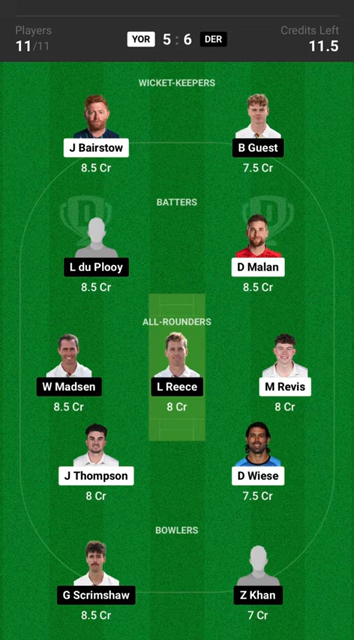 Players
Credits Left
11/11
YOR 5 : 6 DER
11.5
WICKET-KEEPERS
J Bairstow
B Guest
8.5 Cr
7.5 Cr
BATTERS
L du Plooy
D Malan
8.5 Cr
8.5 Cr
ALL-ROUNDERS
W Madsen
L Reece
M Revis
8.5 Cr
8 Cr
8 Cr
J Thompson
D Wiese
8 Cr
7.5 Cr
BOWLERS
G Scrimshaw
Z Khan
8.5 Cr
7 Cr